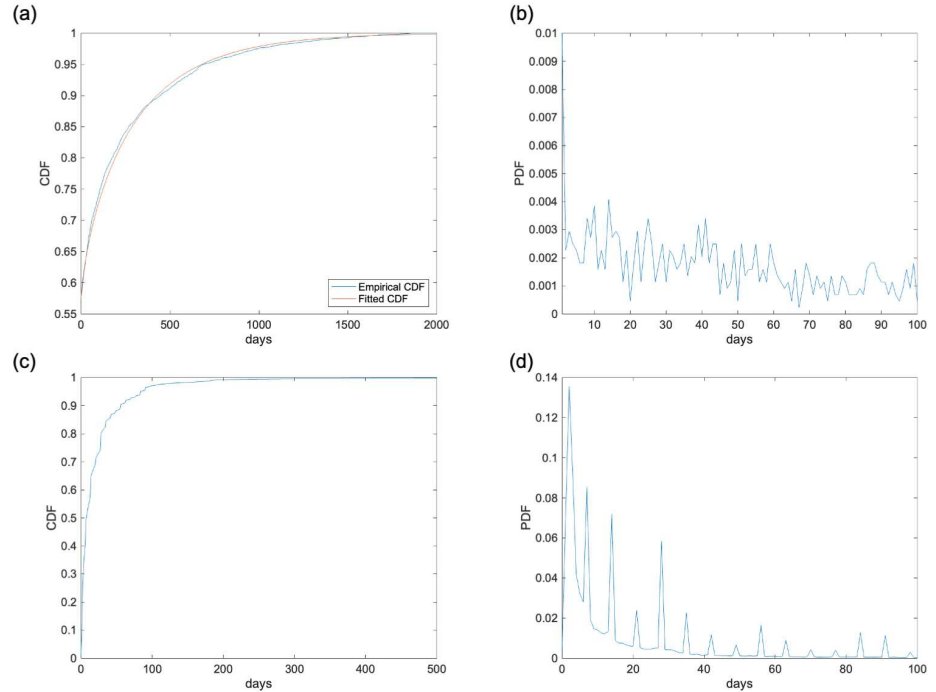 (a)
1
0.95
0.9
0.85
0.8
0.75
0.7
0.65
0.6
0.55
CDF
Empirical CDF
Fitted CDF
0 500 1000 1500 2000
days
(b)
0.01
0.009
0.008
0.007
0.006
0.005
0.004
0.003
0.002
0.001
0
PDF
10 20 30 40 50 60 70 80 90 100
days
(c)
1
0.9
0.8
0.7
0.6
0.5
0.4
0.3
0.2
0.1
0
CDF
0 100 200 300 400 500
days
(d)
0.14
0.12
0.1
0.08
0.06
0.04
0.02
0
PDF
0 20 40 60 80 100
days